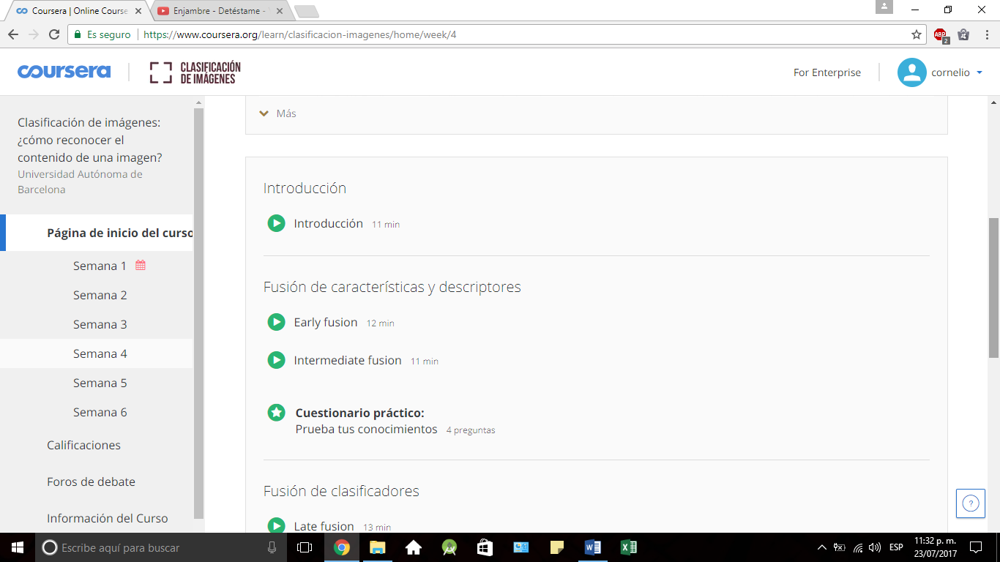 Coursera | Online Course
Enjambre - Detéstame -
Es seguro
https://www.coursera.org/learn/clasificacion-imagenes/home/week/4
ABP
2
coursera
CLASIFICACIÓN
DE IMÁGENES
For Enterprise
cornelio
Clasificación de imágenes:
¿cómo reconocer el
contenido de una imagen?
Universidad Autónoma de
Barcelona
Página de inicio del curso
Semana 1
Semana 2
Semana 3
Semana 4
Semana 5
Semana 6
Calificaciones
Foros de debate
Información del Curso
Más
Introducción
Introducción 11 min
Fusión de características y descriptores
Early fusion 12 min
Intermediate fusion 11 min
Cuestionario práctico:
Prueba tus conocimientos 4 preguntas
Fusión de clasificadores
Late fusion 13 min
?
Escribe aquí para buscar
ESP
11:32 p. m.
23/07/2017